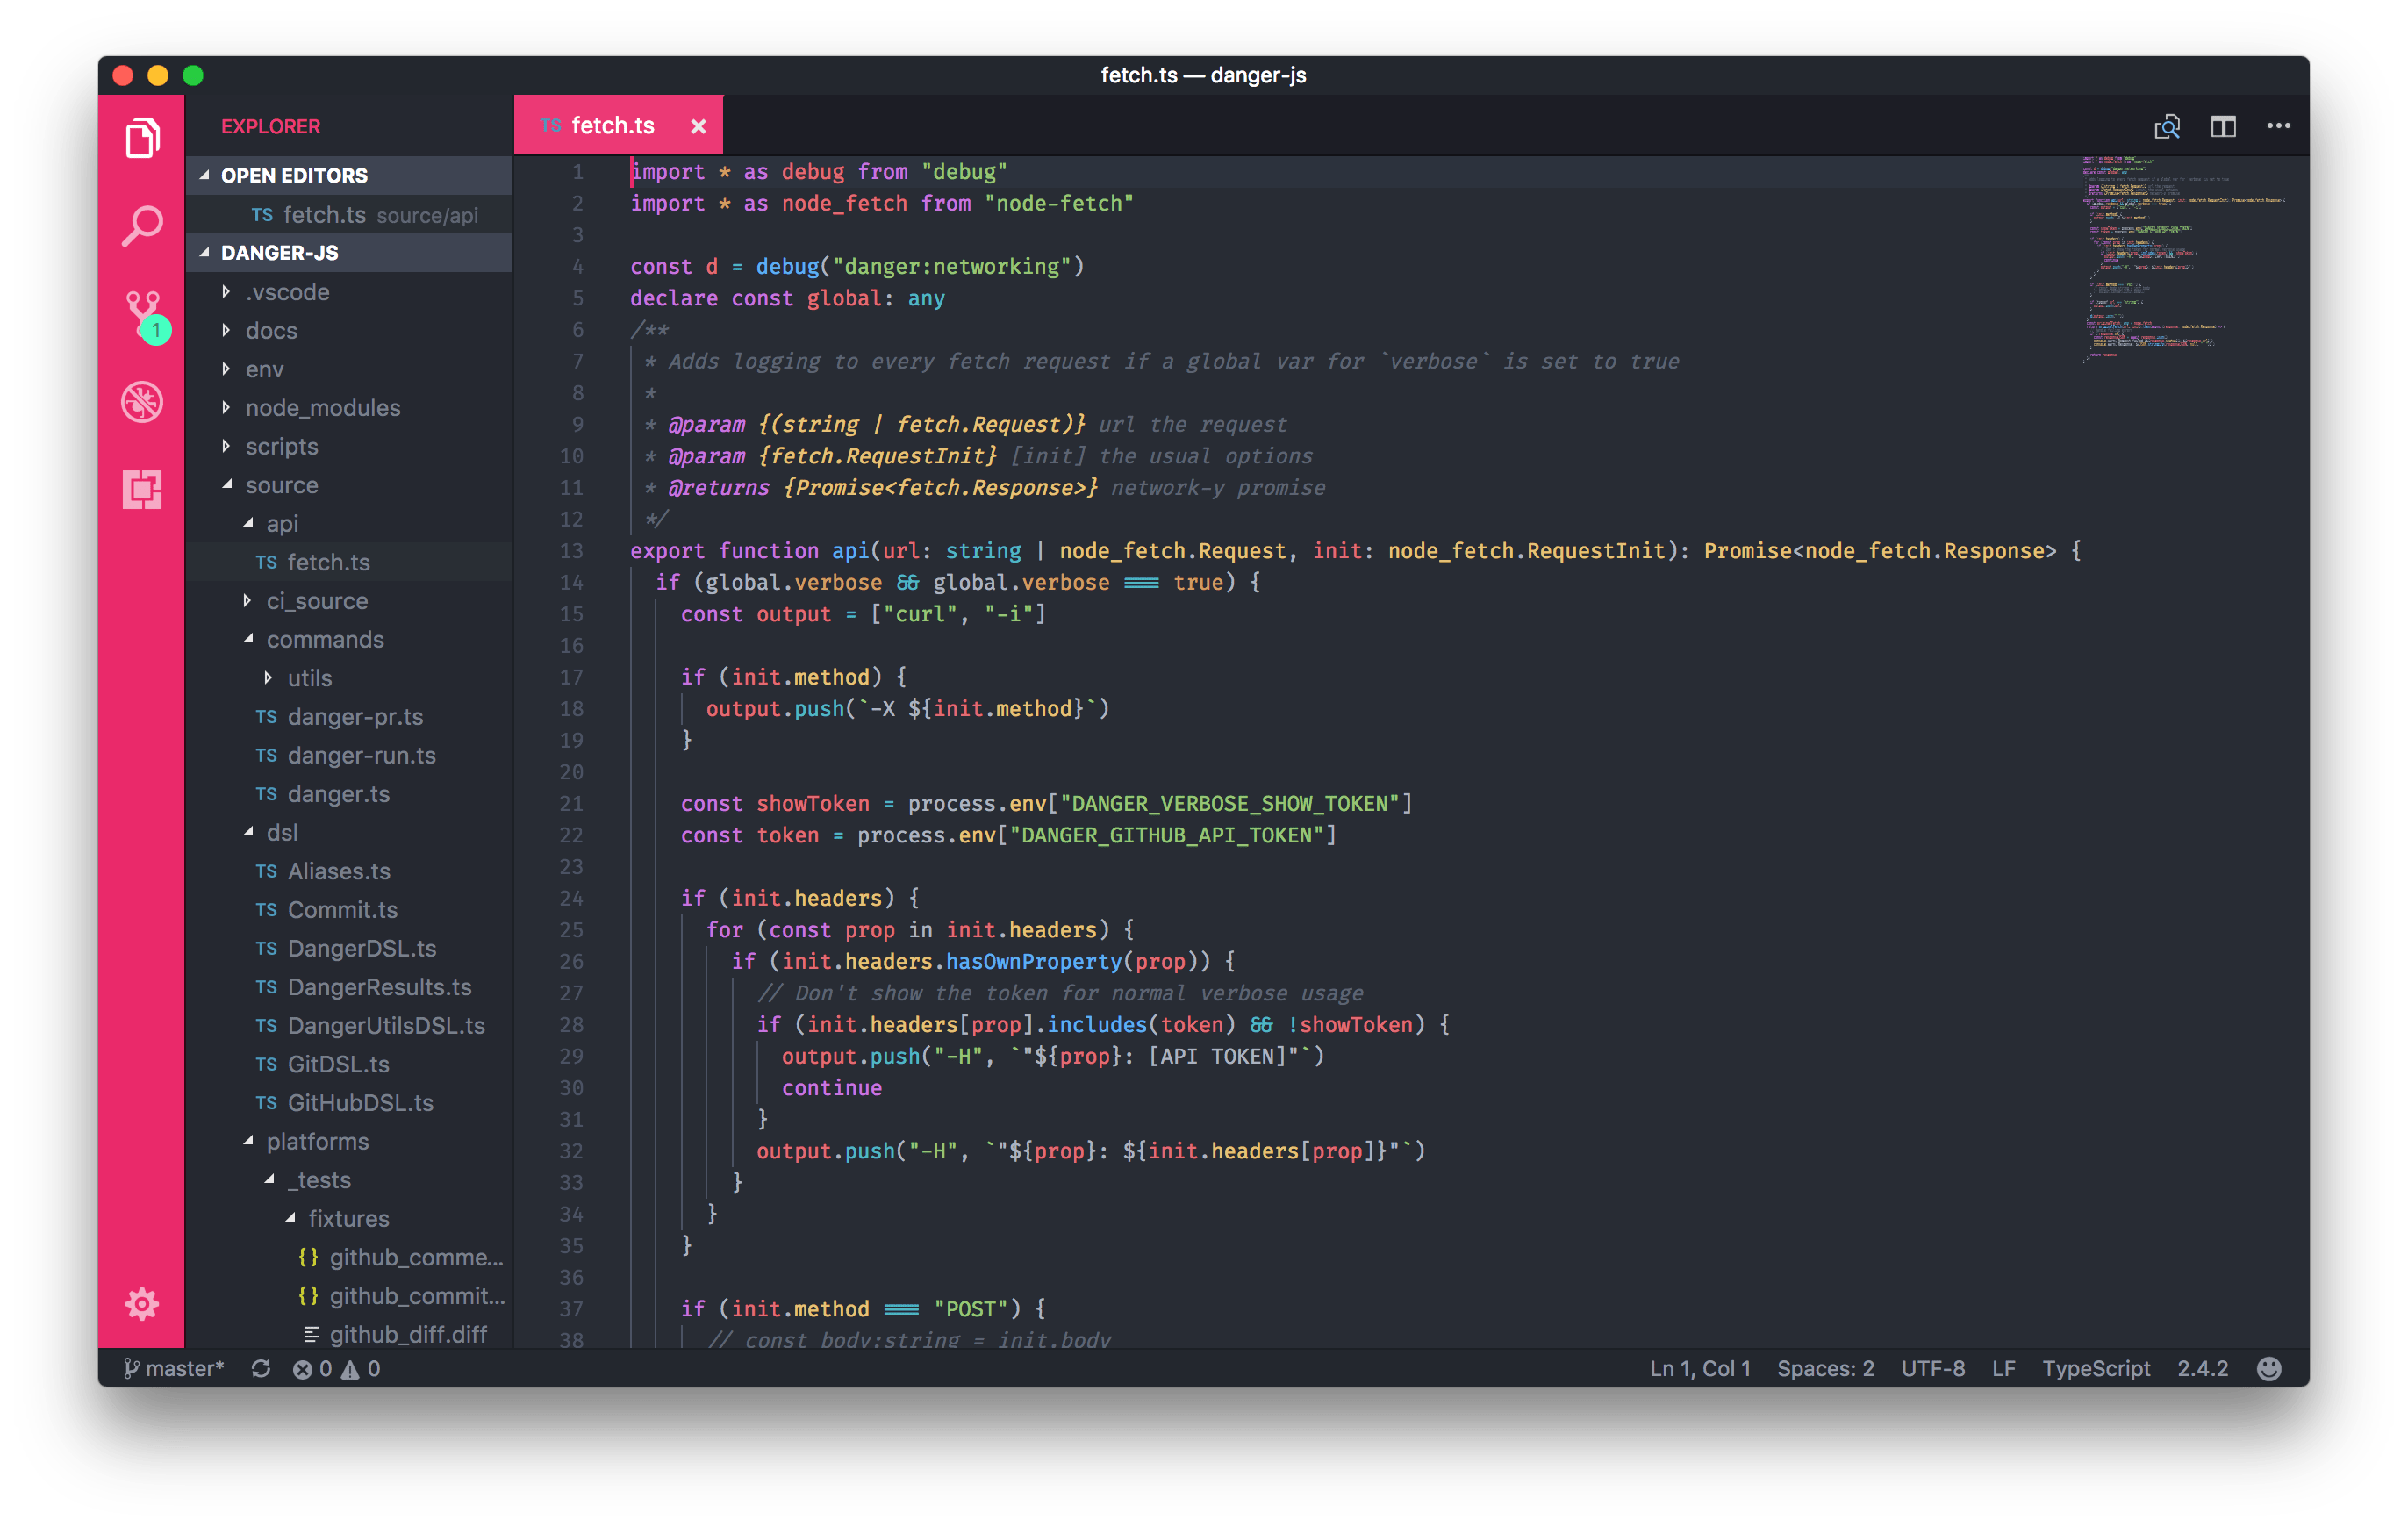 fetch.ts — danger-js
EXPLORER
OPEN EDITORS
TS fetch.ts source/api
DANGER-JS
.vscode
docs
env
node_modules
scripts
source
api
TS fetch.ts
ci_source
commands
utils
TS danger-pr.ts
TS danger-run.ts
TS danger.ts
dsl
TS Aliases.ts
TS Commit.ts
TS DangerDSL.ts
TS DangerResults.ts
TS DangerUtilsDSL.ts
TS GitDSL.ts
TS GitHubDSL.ts
platforms
_tests
fixtures
{} github_comme...
{} github_commit...
github_diff.diff
1
TS fetch.ts ×
1 import * as debug from "debug"
2 import * as node_fetch from "node-fetch"
3
4 const d = debug("danger:networking")
5 declare const global: any
6 /**
7  * Adds logging to every fetch request if a global var for `verbose` is set to true
8  *
9  * @param {(string | fetch.Request)} url the request
10  * @param {fetch.RequestInit} [init] the usual options
11  * @returns {Promise<fetch.Response>} network-y promise
12  */
13 export function api(url: string | node_fetch.Request, init: node_fetch.RequestInit): Promise<node_fetch.Response> {
14   if (global.verbose && global.verbose === true) {
15     const output = ["curl", "-i"]
16
17     if (init.method) {
18       output.push(`-X ${init.method}`)
19     }
20
21     const showToken = process.env["DANGER_VERBOSE_SHOW_TOKEN"]
22     const token = process.env["DANGER_GITHUB_API_TOKEN"]
23
24     if (init.headers) {
25       for (const prop in init.headers) {
26         if (init.headers.hasOwnProperty(prop)) {
27           // Don't show the token for normal verbose usage
28           if (init.headers[prop].includes(token) && !showToken) {
29             output.push("-H", `"${prop}: [API TOKEN]"`)
30             continue
31           }
32           output.push("-H", `"${prop}: ${init.headers[prop]}"`)
33         }
34       }
35     }
36
37     if (init.method === "POST") {
38       // const body:string = init.body
master* 0 0
Ln 1, Col 1 Spaces: 2 UTF-8 LF TypeScript 2.4.2